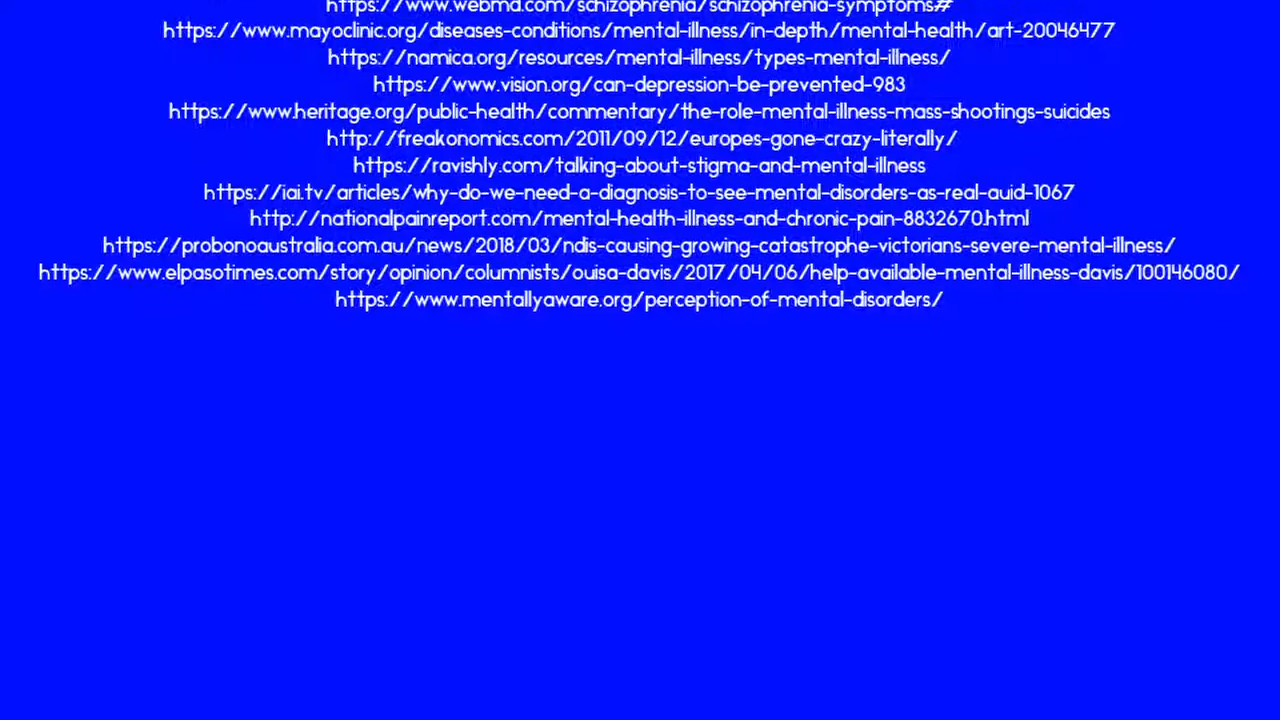 https://www.webmd.com/schizophrenia/schizophrenia-symptoms#
https://www.mayoclinic.org/diseases-conditions/mental-illness/in-depth/mental-health/art-20046477
https://namica.org/resources/mental-illness/types-mental-illness/
https://www.vision.org/can-depression-be-prevented-983
https://www.heritage.org/public-health/commentary/the-role-mental-illness-mass-shootings-suicides
http://freakonomics.com/2011/09/12/europes-gone-crazy-literally/
https://ravishly.com/talking-about-stigma-and-mental-illness
https://iai.tv/articles/why-do-we-need-a-diagnosis-to-see-mental-disorders-as-real-auid-1067
http://nationalpainreport.com/mental-health-illness-and-chronic-pain-8832670.html
https://probonoaustralia.com.au/news/2018/03/ndis-causing-growing-catastrophe-victorians-severe-mental-illness/
https://www.elpasotimes.com/story/opinion/columnists/ouisa-davis/2017/04/06/help-available-mental-illness-davis/100146080/
https://www.mentallyaware.org/perception-of-mental-disorders/